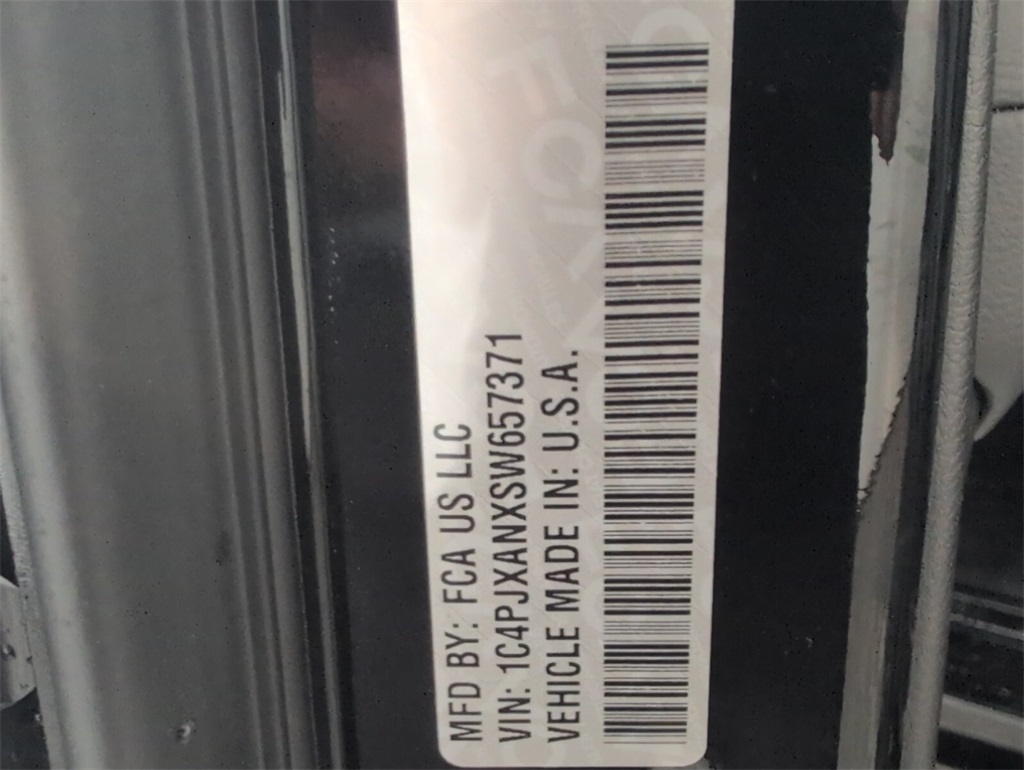 MFD BY: FCA US LLC
VIN: 1C4PJXANXSW657371
VEHICLE MADE IN: U.S.A.